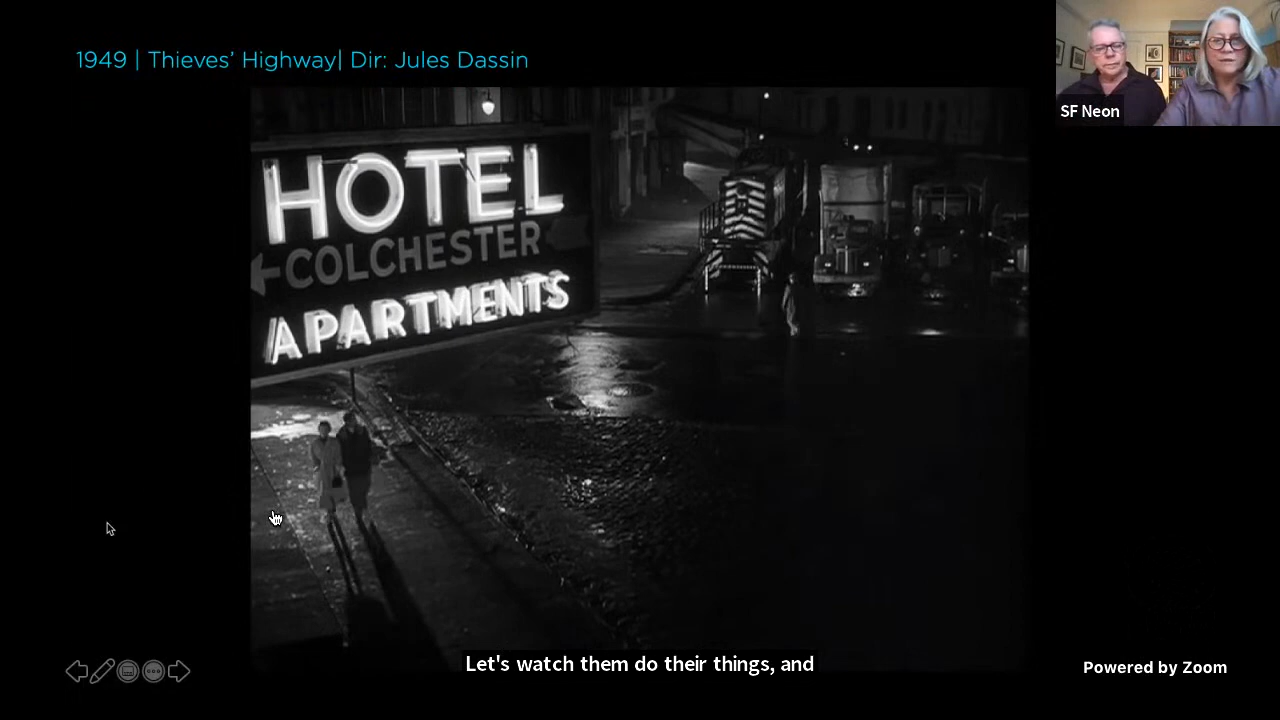 1949 | Thieves’ Highway| Dir: Jules Dassin
SF Neon
HOTEL
COLCHESTER
APARTMENTS
Let's watch them do their things, and
Powered by Zoom